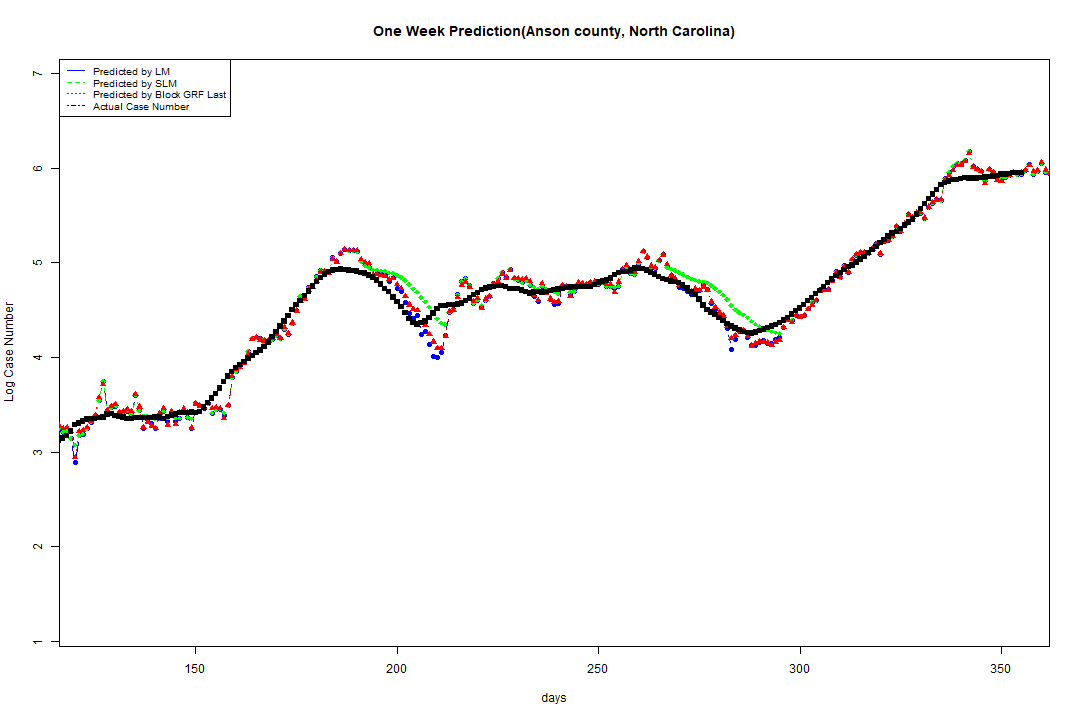 One Week Prediction(Anson county, North Carolina)
Predicted by LM
Predicted by SLM
Predicted by Block GRF Last
Actual Case Number
7
6
5
4
3
2
1
Log Case Number
150 200 250 300 350
days